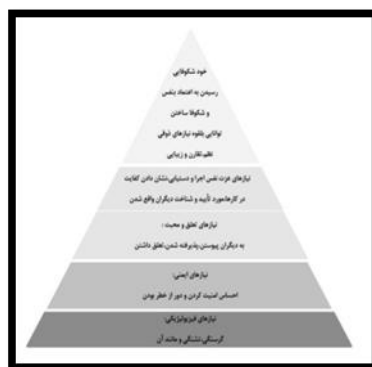 خود شکوفایی
رسیدن به اعتماد بنفس
و شکوفا ساختن
توانایی بلقوه نیازهای ذوقی
نظم،تقارن و زیبایی
نیازهای عزت نفس اجرا و دستیابی،نشان دادن کفایت
در کارها،مورد تأیید و شناخت دیگران واقع شدن
نیازهای تعلق و محبت :
به دیگران پیوستن،پذیرفته شدن،تعلق داشتن
نیازهای ایمنی:
احساس امنیت کردن و دور از خطر بودن
نیازهای فیزیولوژیکی:
گرسنگی،تشنگی و مانند آن